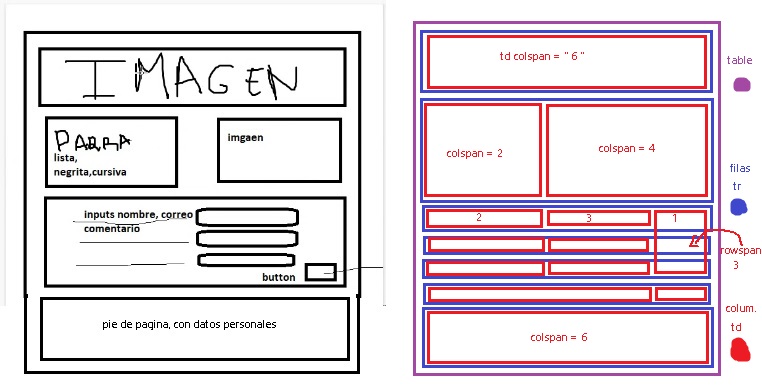 IMAGEN
PARRA
lista,
negrita,cursiva
imgaen
inputs nombre, correo
comentario
button
pie de pagina, con datos personales
td colspan = " 6 "
table
colspan = 2
colspan = 4
filas
tr
2
3
1
rowspan
3
colum.
td
colspan = 6